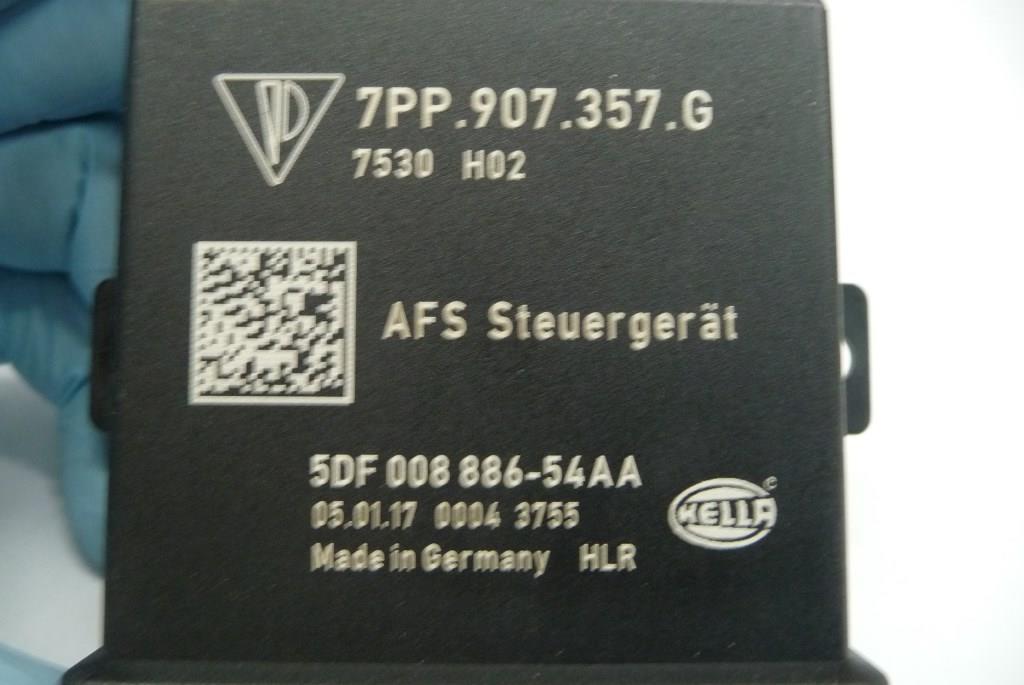 7PP.907.357.G
7530 H02
AFS Steuergerät
5DF 008 886-54AA
05.01.17 0004 3755
HELLA
Made in Germany HLR